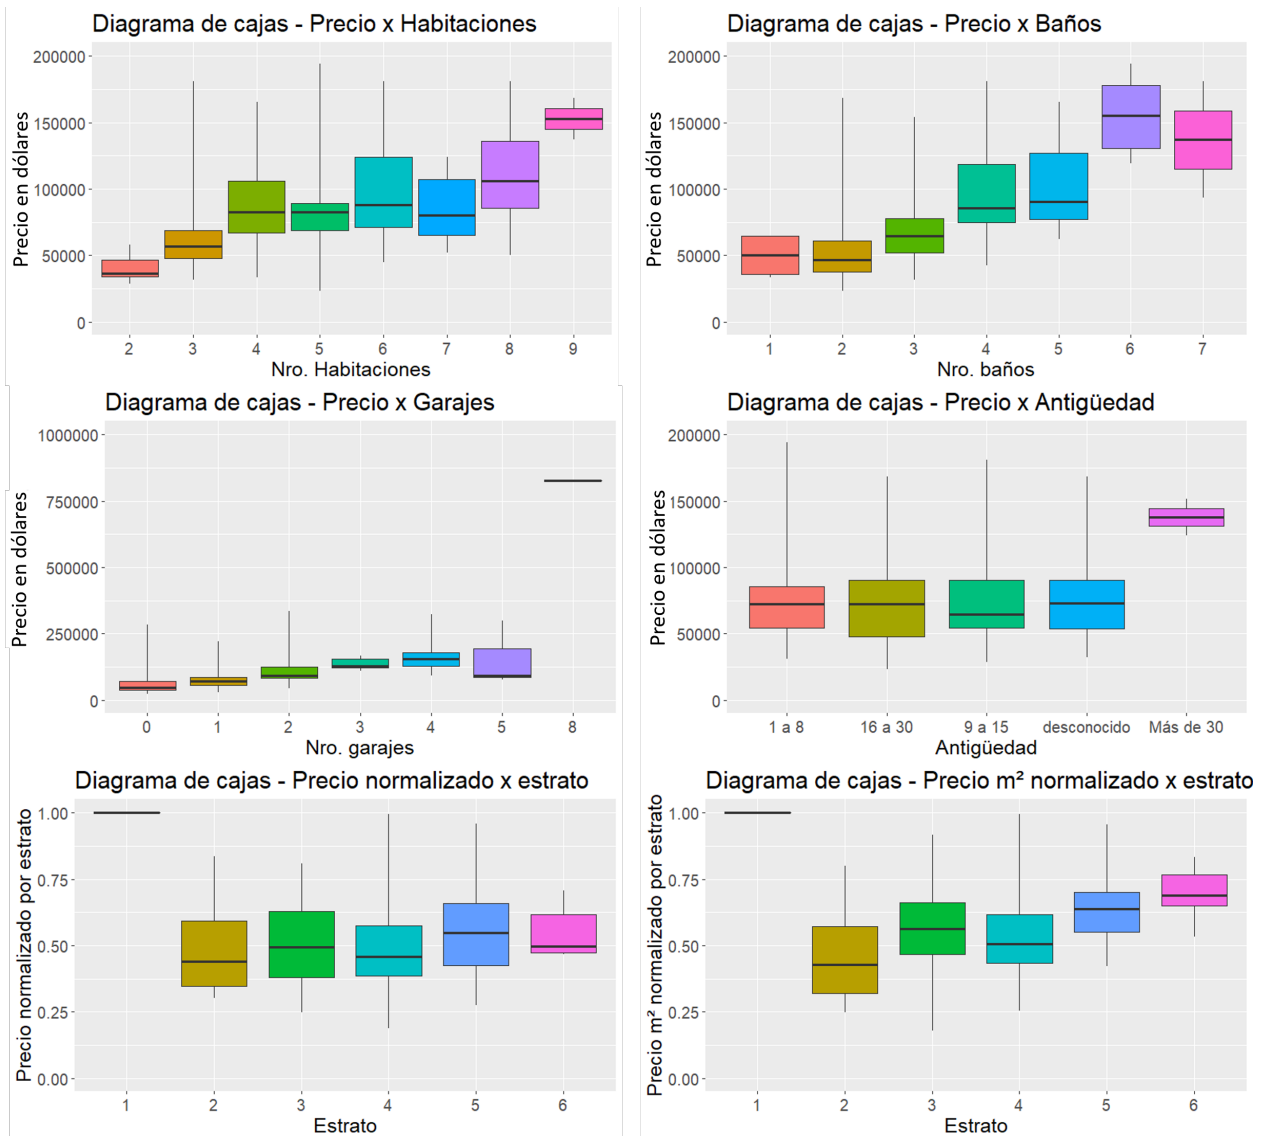 Diagrama de cajas - Precio x Habitaciones
Precio en dólares
200000
150000
100000
50000
0
2 3 4 5 6 7 8 9
Nro. Habitaciones
Diagrama de cajas - Precio x Baños
Precio en dólares
200000
150000
100000
50000
0
1 2 3 4 5 6 7
Nro. baños
Diagrama de cajas - Precio x Garajes
Precio en dólares
1000000
750000
500000
250000
0
0 1 2 3 4 5 8
Nro. garajes
Diagrama de cajas - Precio x Antigüedad
Precio en dólares
200000
150000
100000
50000
0
1 a 8 16 a 30 9 a 15 desconocido Más de 30
Antigüedad
Diagrama de cajas - Precio normalizado x estrato
Precio normalizado por estrato
1.00
0.75
0.50
0.25
0.00
1 2 3 4 5 6
Estrato
Diagrama de cajas - Precio m² normalizado x estrato
Precio m² normalizado por estrato
1.00
0.75
0.50
0.25
0.00
1 2 3 4 5 6
Estrato